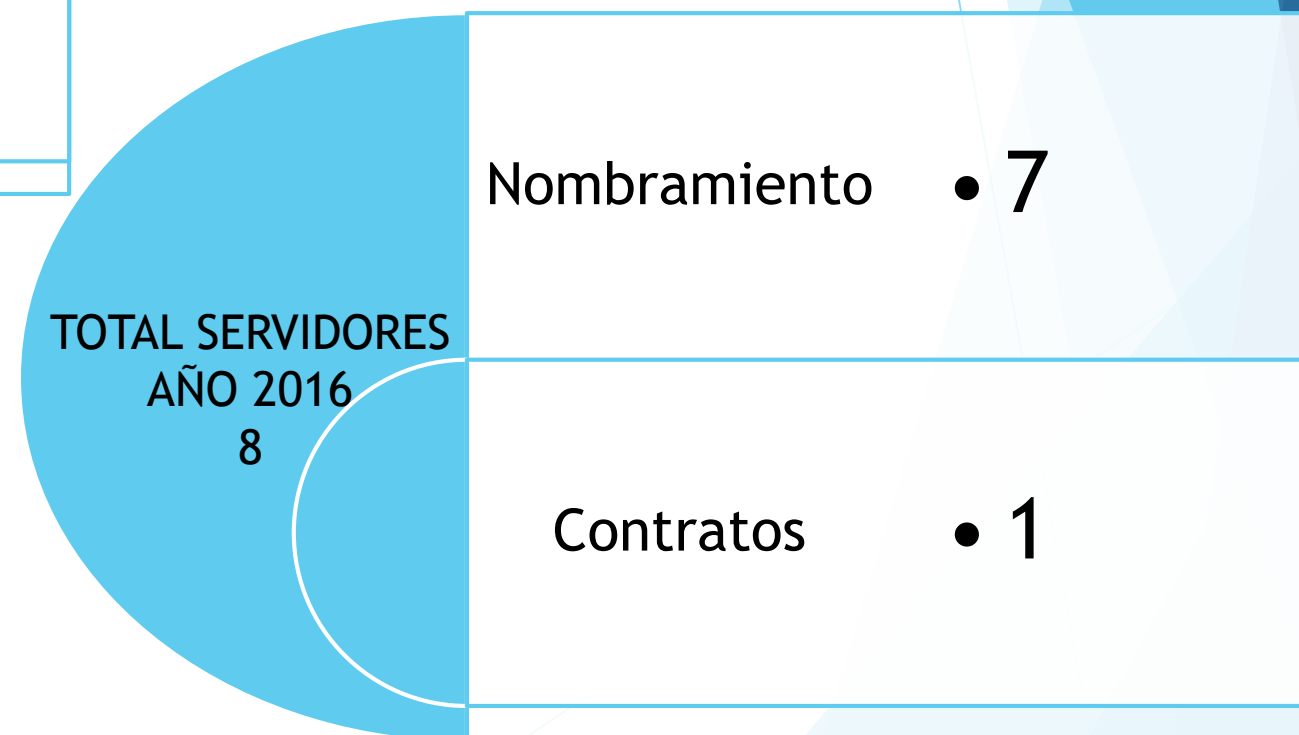 TOTAL SERVIDORES
AÑO 2016
8
Nombramiento
• 7
Contratos
• 1